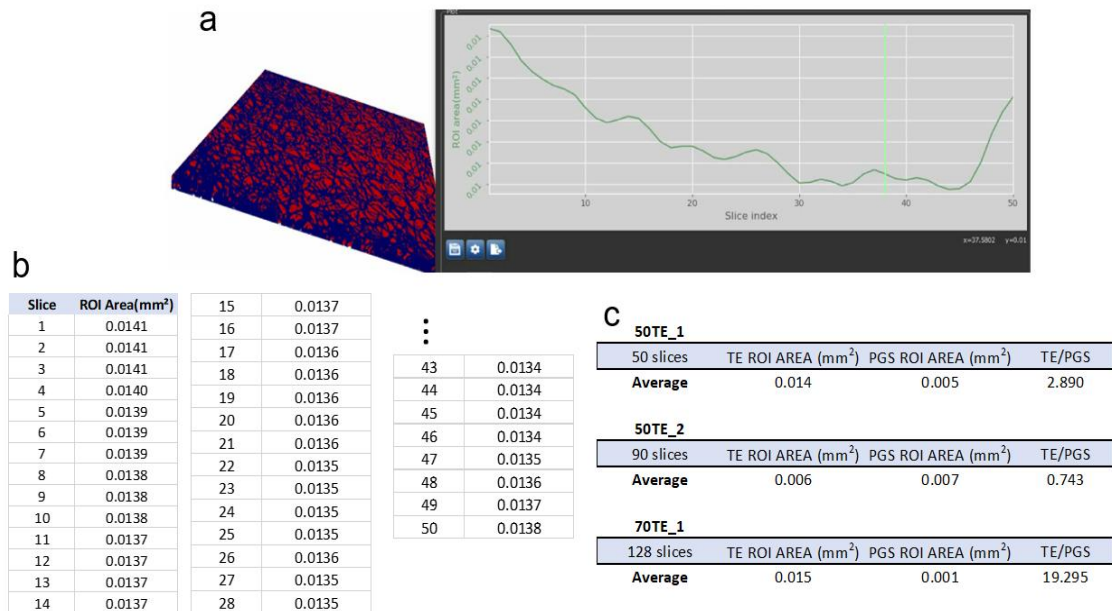 a
PGS
ROI area(mm²)
0.01
0.01
0.01
0.01
0.01
0.01
0.01
0.01
10
20
30
40
50
Slice index
x=37.5802 y=0.01
b
Slice ROI Area(mm²)
1 0.0141
2 0.0141
3 0.0141
4 0.0140
5 0.0139
6 0.0139
7 0.0139
8 0.0138
9 0.0138
10 0.0138
11 0.0137
12 0.0137
13 0.0137
14 0.0137
15 0.0137
16 0.0137
17 0.0136
18 0.0136
19 0.0136
20 0.0136
21 0.0136
22 0.0135
23 0.0135
24 0.0135
25 0.0135
26 0.0136
27 0.0135
28 0.0135
⋮
43 0.0134
44 0.0134
45 0.0134
46 0.0134
47 0.0135
48 0.0136
49 0.0137
50 0.0138
c
50TE_1
50 slices TE ROI AREA (mm²) PGS ROI AREA (mm²) TE/PGS
Average 0.014 0.005 2.890
50TE_2
90 slices TE ROI AREA (mm²) PGS ROI AREA (mm²) TE/PGS
Average 0.006 0.007 0.743
70TE_1
128 slices TE ROI AREA (mm²) PGS ROI AREA (mm²) TE/PGS
Average 0.015 0.001 19.295